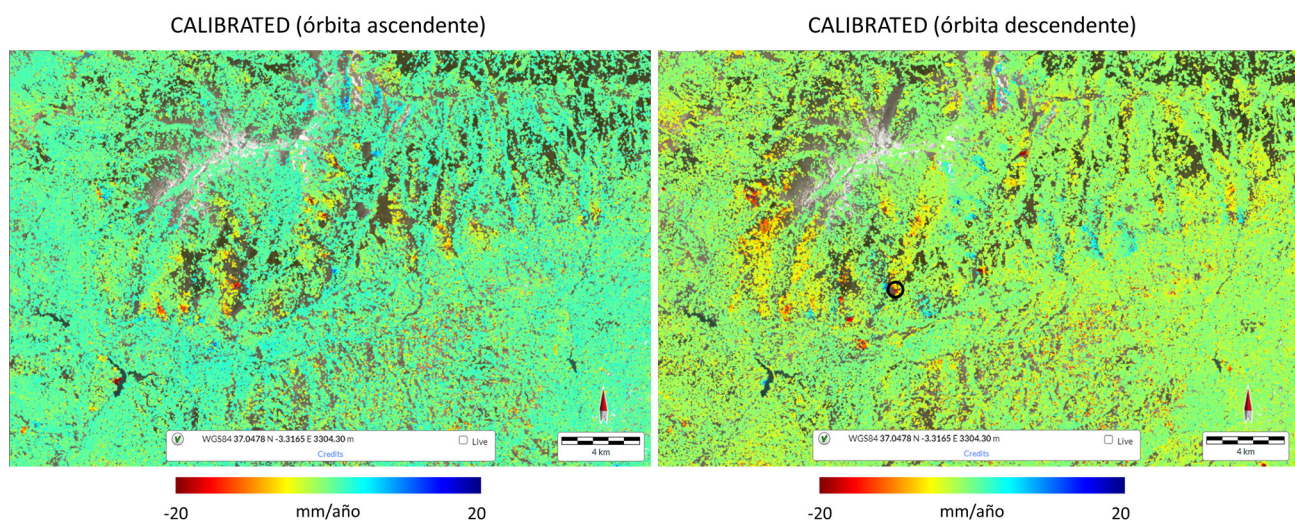 CALIBRATED (órbita ascendente)
CALIBRATED (órbita descendente)
WGS84 37.0478 N -3.3165 E 3304.30 m
Live
Credits
4 km
WGS84 37.0478 N -3.3165 E 3304.30 m
Live
Credits
4 km
-20
mm/año
20
-20
mm/año
20